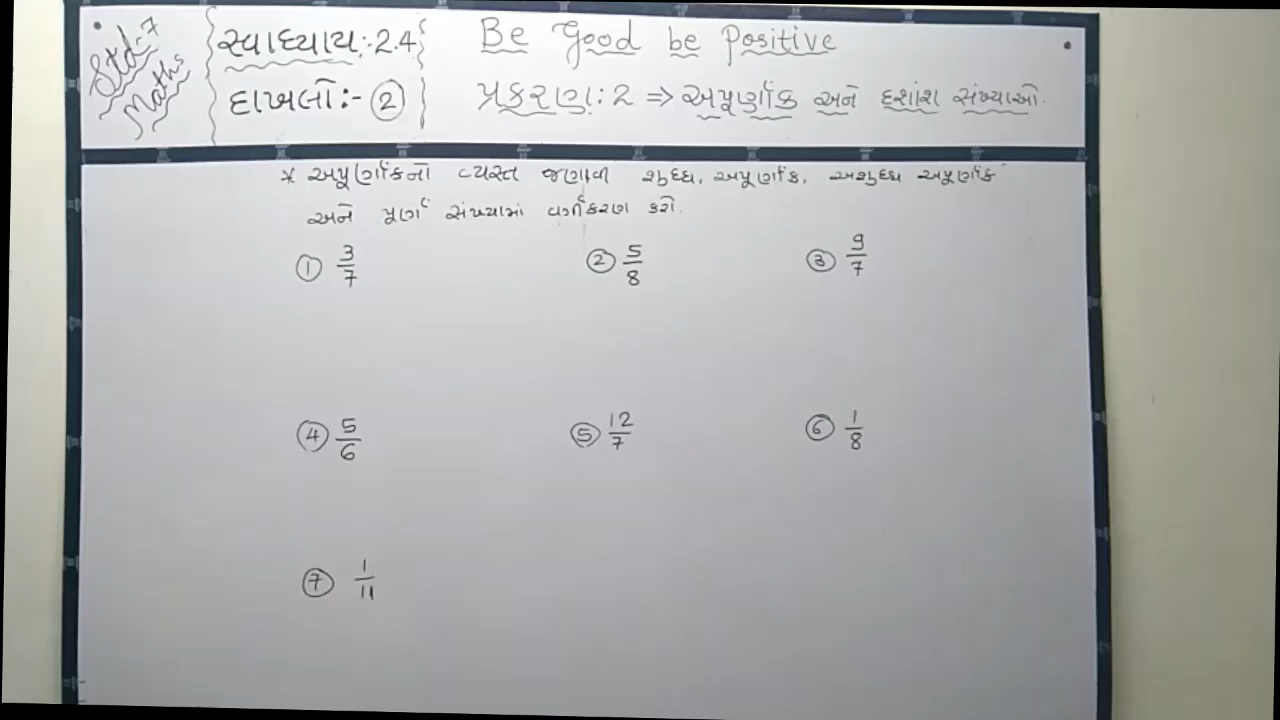 Std-7
Maths
સ્વાધ્યાય:-2.4
દાખલો:- ②
Be Good be Positive
પ્રકરણ: 2 ⇒ અપૂર્ણાંક અને દશાંશ સંખ્યાઓ.
* અપૂર્ણાંકનો વ્યસ્ત જણાવી શુદ્ધ, અપૂર્ણાંક, અશુદ્ધ અપૂર્ણાંક
અને પૂર્ણ સંખ્યામાં વર્ગીકરણ કરો.
① 3/7 ② 5/8 ③ 9/7
④ 5/6 ⑤ 12/7 ⑥ 1/8
⑦ 1/11